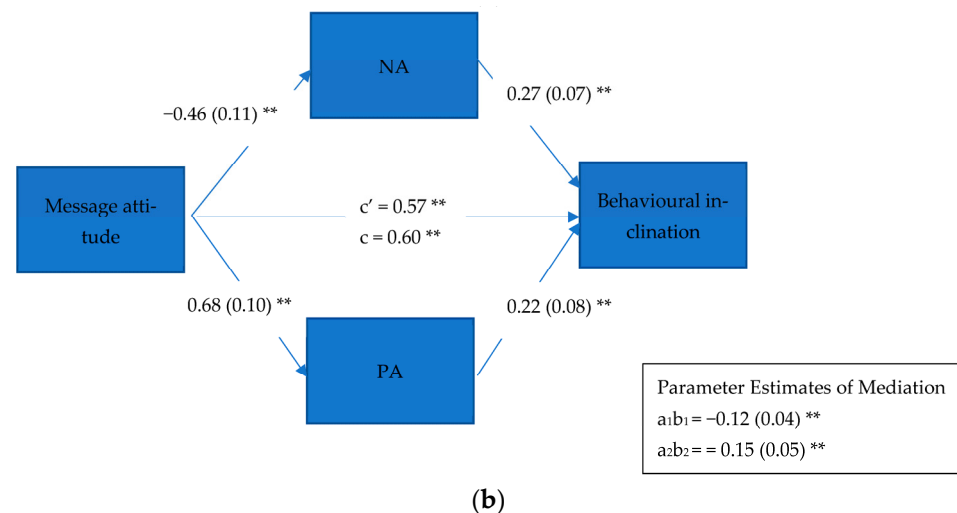 NA
−0.46 (0.11) **
0.27 (0.07) **
Message atti-
tude
c′ = 0.57 **
c = 0.60 **
Behavioural in-
clination
0.68 (0.10) **
0.22 (0.08) **
PA
Parameter Estimates of Mediation
a1b1 = −0.12 (0.04) **
a2b2 = = 0.15 (0.05) **
(b)